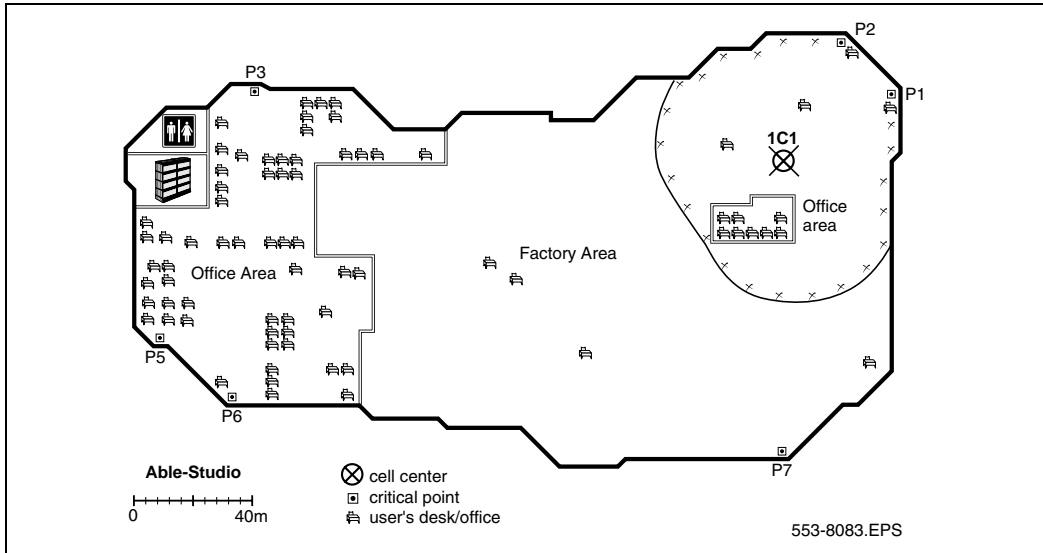 P2
P3
P1
1C1
Office
area
Factory Area
Office Area
P5
P6
P7
Able-Studio
0 40m
cell center
critical point
user's desk/office
553-8083.EPS